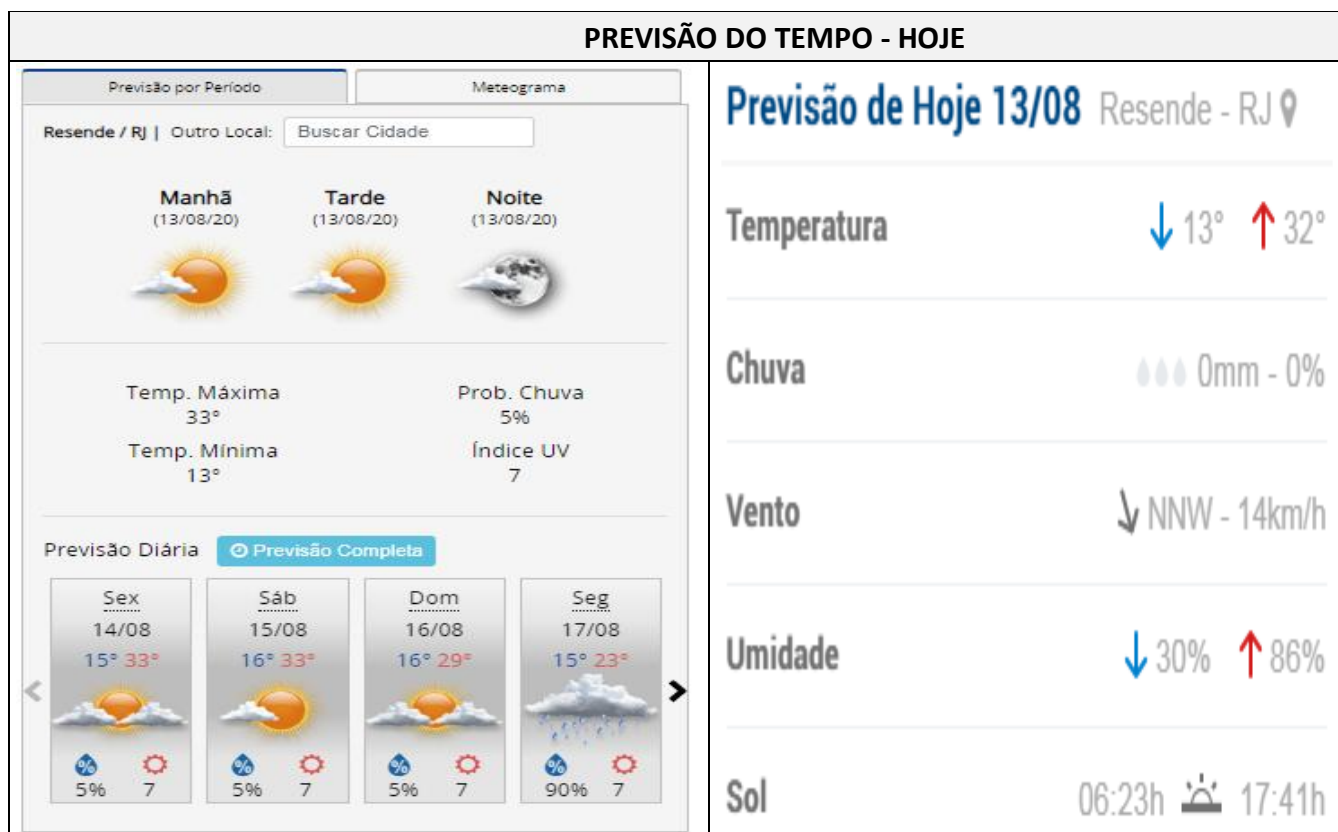 PREVISÃO DO TEMPO - HOJE
Previsão por Período Meteograma
Resende / RJ | Outro Local: Buscar Cidade
Manhã Tarde Noite
(13/08/20) (13/08/20) (13/08/20)
Temp. Máxima Prob. Chuva
33° 5%
Temp. Mínima Índice UV
13° 7
Previsão Diária Previsão Completa
Sex Sáb Dom Seg
14/08 15/08 16/08 17/08
15° 33° 16° 33° 16° 29° 15° 23°
% % % %
5% 7 5% 7 5% 7 90% 7
Previsão de Hoje 13/08 Resende - RJ
Temperatura ↓ 13° ↑ 32°
Chuva 0mm - 0%
Vento NNW - 14km/h
Umidade ↓ 30% ↑ 86%
Sol 06:23h 17:41h